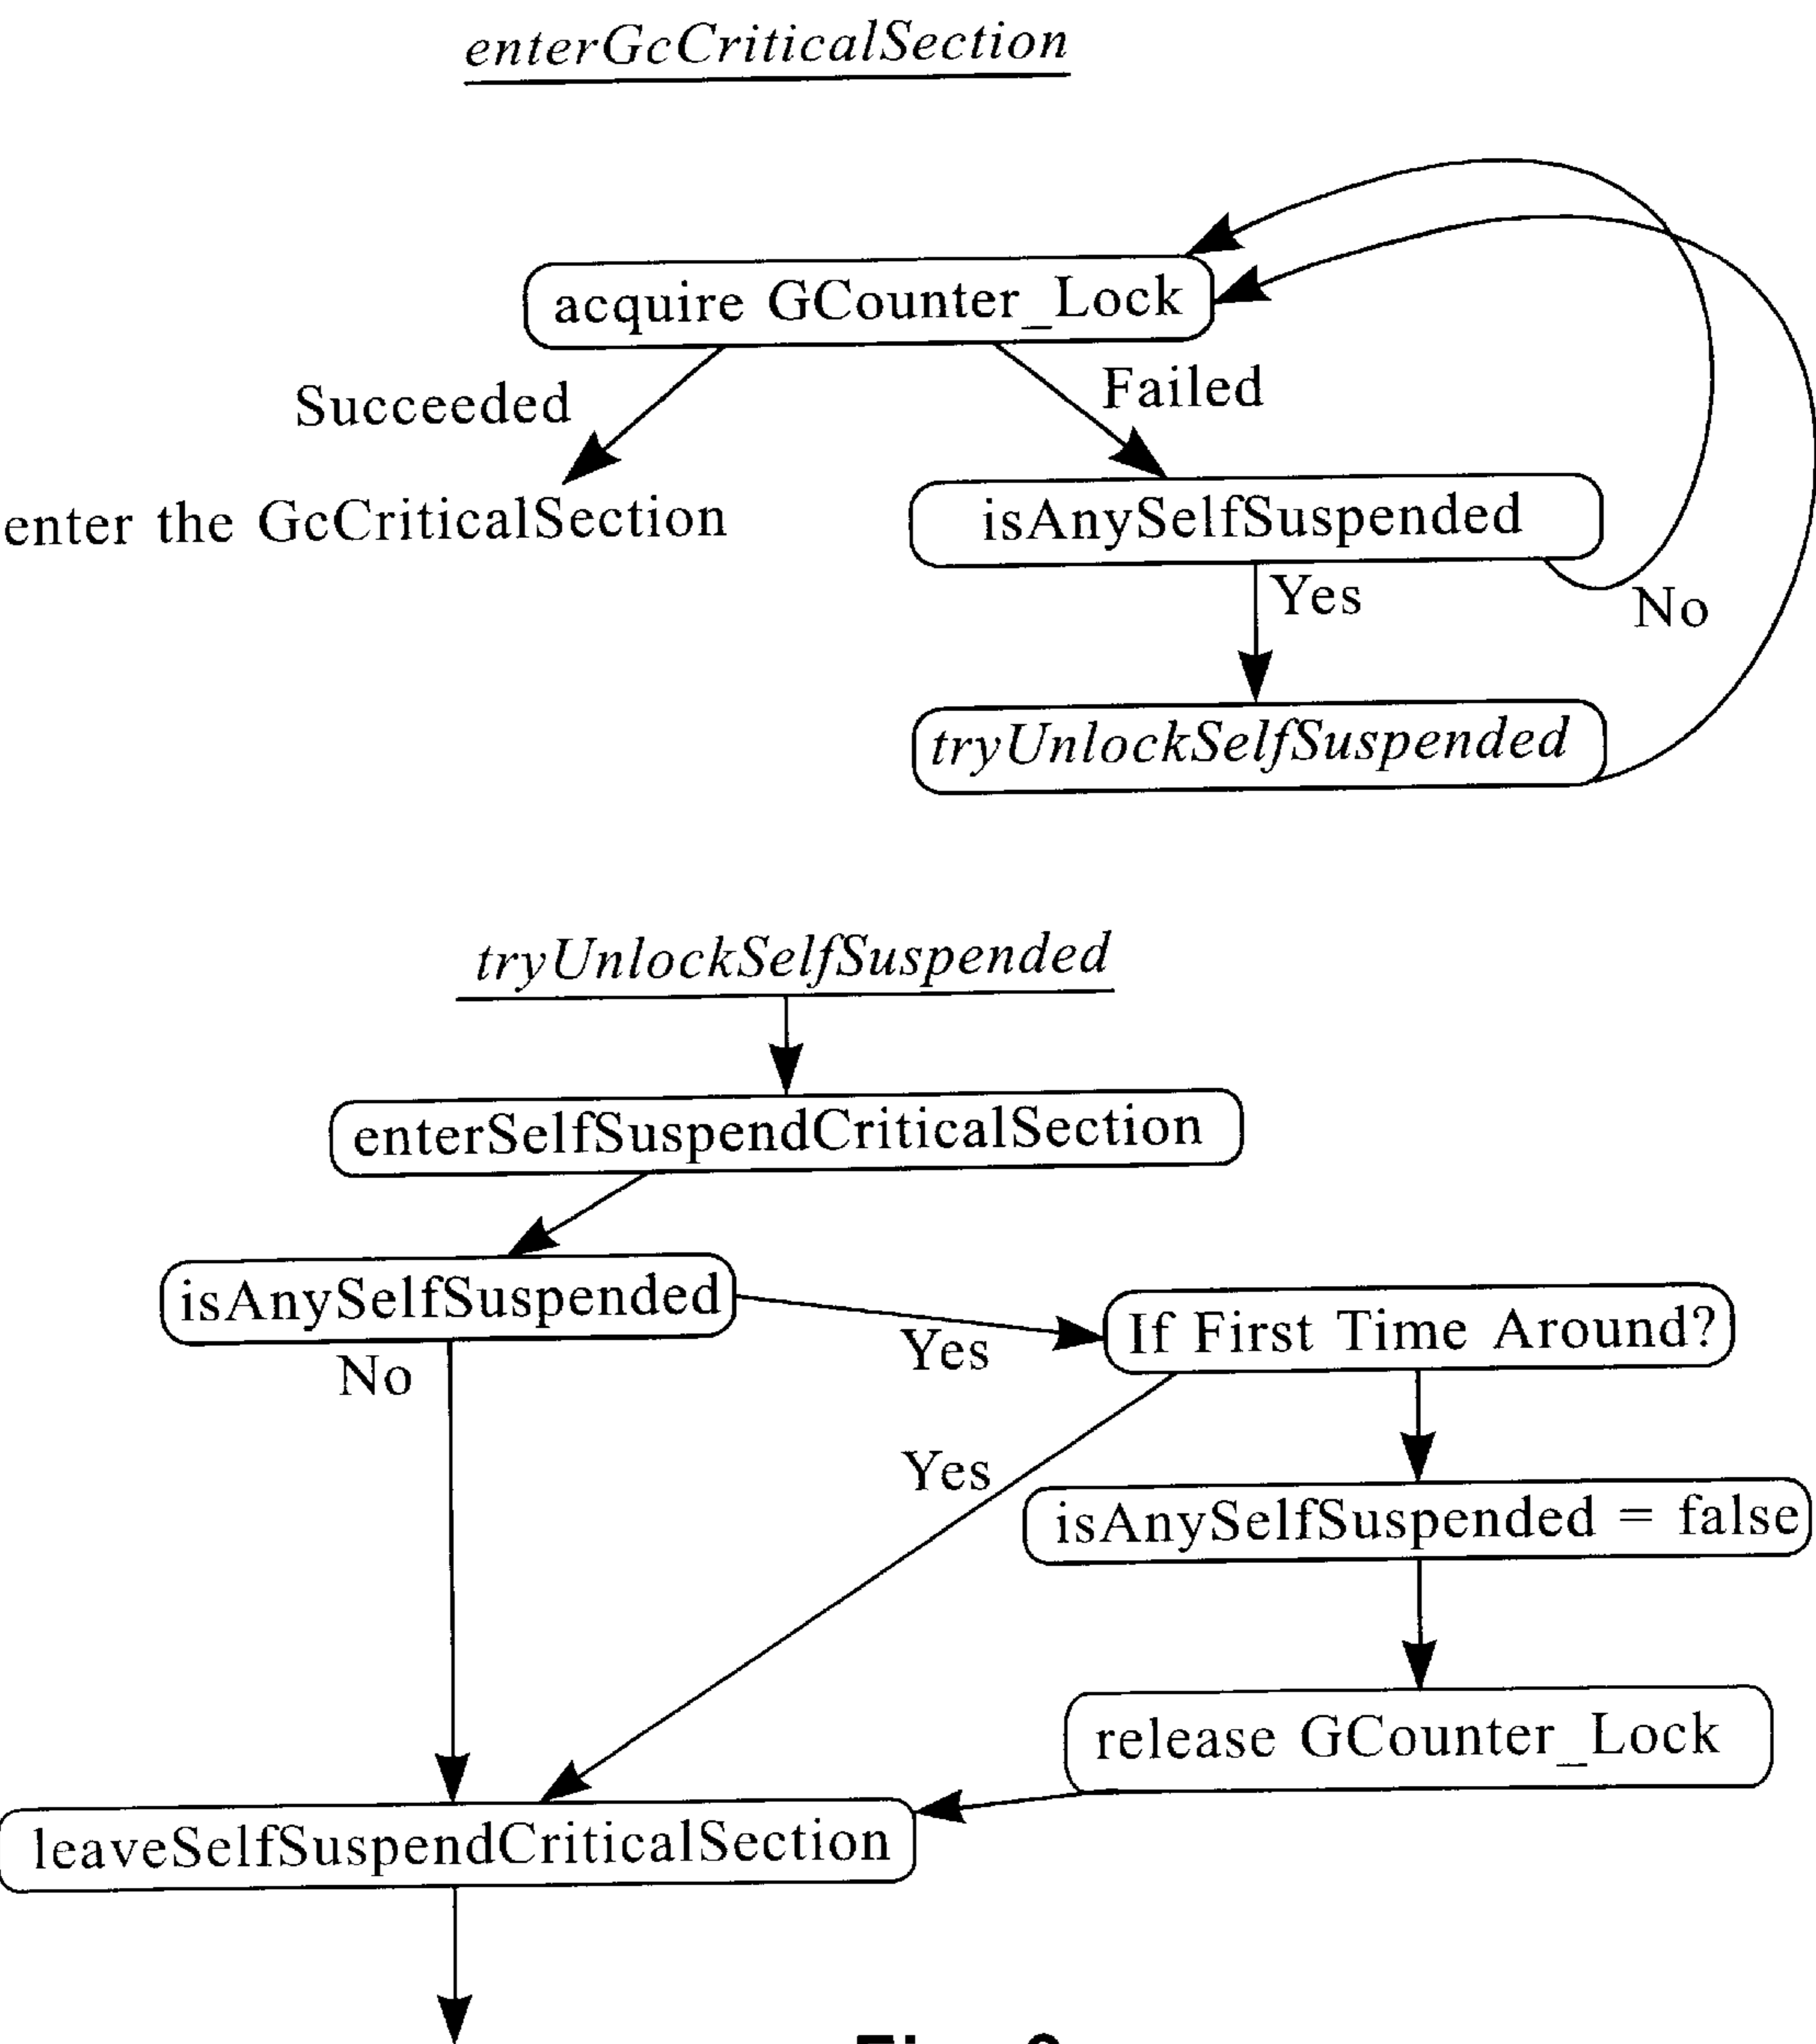 enterGcCriticalSection
acquire GCounter_Lock
Succeeded
Failed
enter the GcCriticalSection
isAnySelfSuspended
Yes
No
tryUnlockSelfSuspended
tryUnlockSelfSuspended
enterSelfSuspendCriticalSection
isAnySelfSuspended
Yes
If First Time Around?
No
Yes
isAnySelfSuspended = false
release GCounter_Lock
leaveSelfSuspendCriticalSection